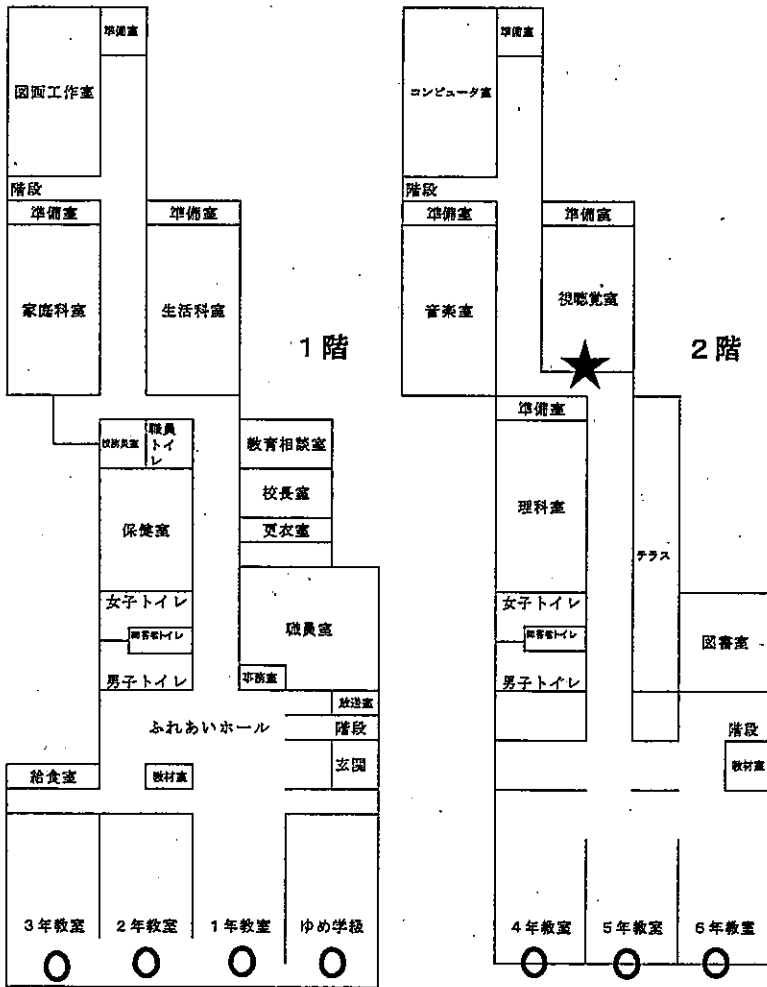 準備室
図画工作室
階段
準備室
準備室
家庭科室
生活科室
1階
校務員室
職員
トイ
レ
教育相談室
校長室
更衣室
保健室
女子トイレ
障害者トイレ
男子トイレ
職員室
事務室
放送室
ふれあいホール
階段
玄関
給食室
教材室
3年教室
2年教室
1年教室
ゆめ学級
準備室
コンピュータ室
階段
準備室
準備室
音楽室
視聴覚室
2階
準備室
理科室
テラス
女子トイレ
障害者トイレ
男子トイレ
図書室
階段
教材室
4年教室
5年教室
6年教室